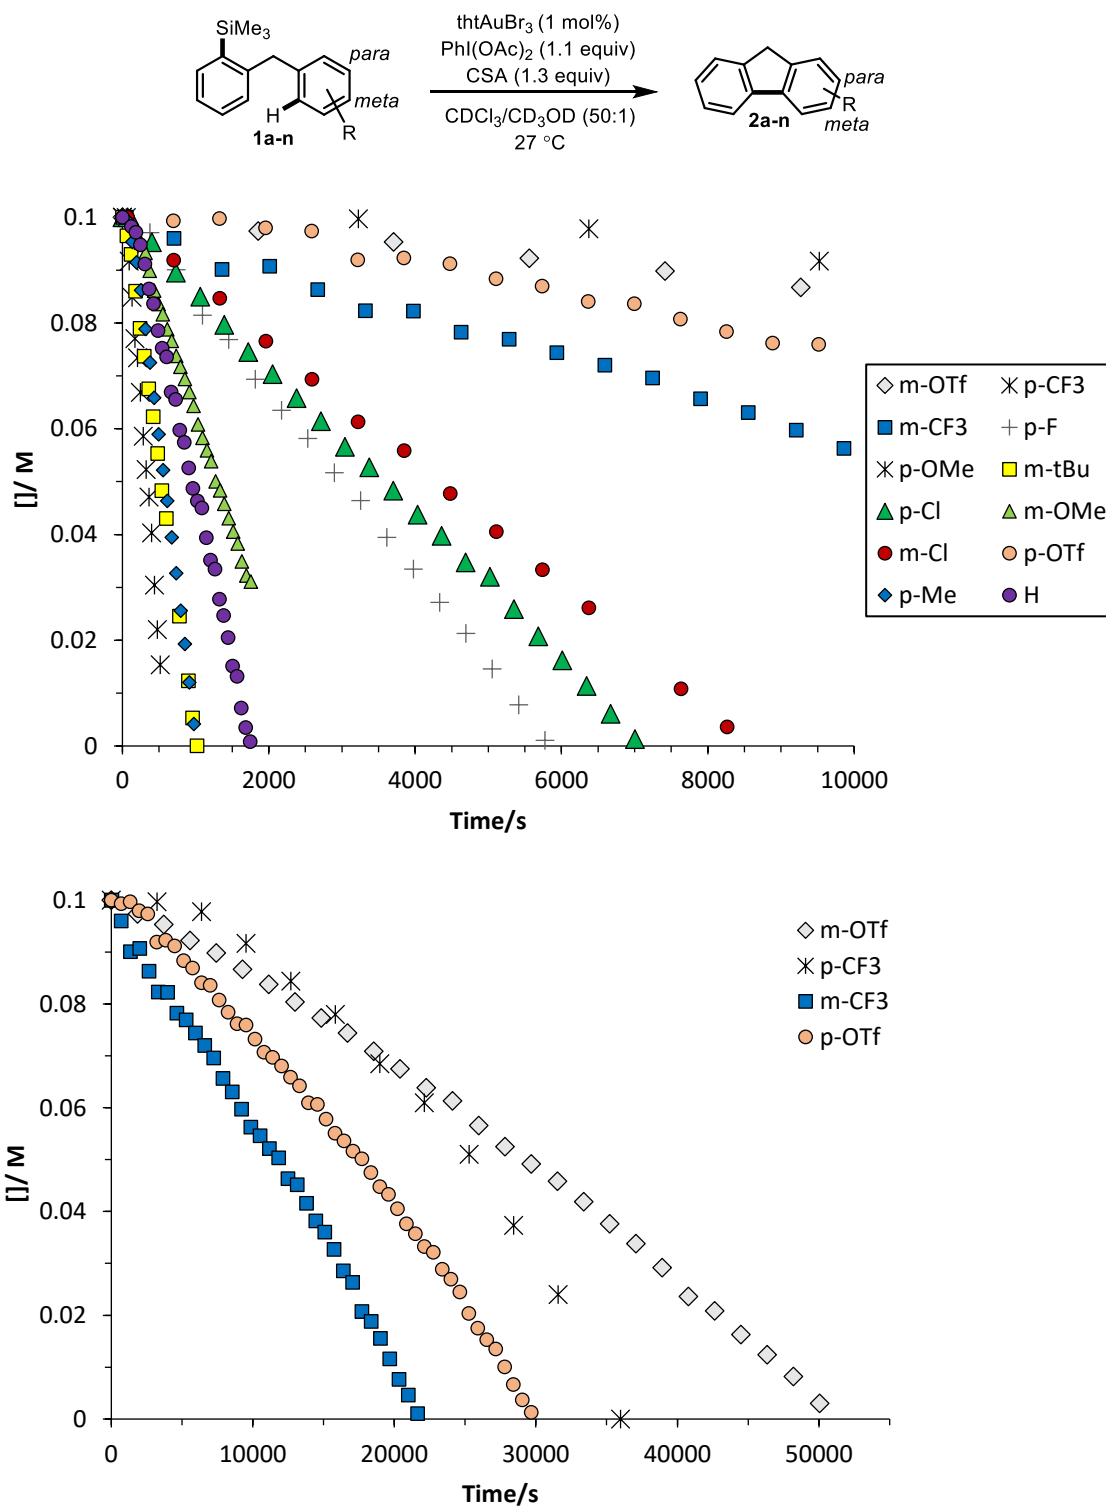 SiMe3
para
meta
H
R
1a-n
thtAuBr3 (1 mol%)
PhI(OAc)2 (1.1 equiv)
CSA (1.3 equiv)
CDCl3/CD3OD (50:1)
27 °C
para
R
meta
2a-n
0.1
0.08
0.06
0.04
0.02
0
[]/ M
0 2000 4000 6000 8000 10000
Time/s
m-OTf p-CF3
m-CF3 p-F
p-OMe m-tBu
p-Cl m-OMe
m-Cl p-OTf
p-Me H
0.1
0.08
0.06
0.04
0.02
0
[]/ M
0 10000 20000 30000 40000 50000
Time/s
m-OTf
p-CF3
m-CF3
p-OTf